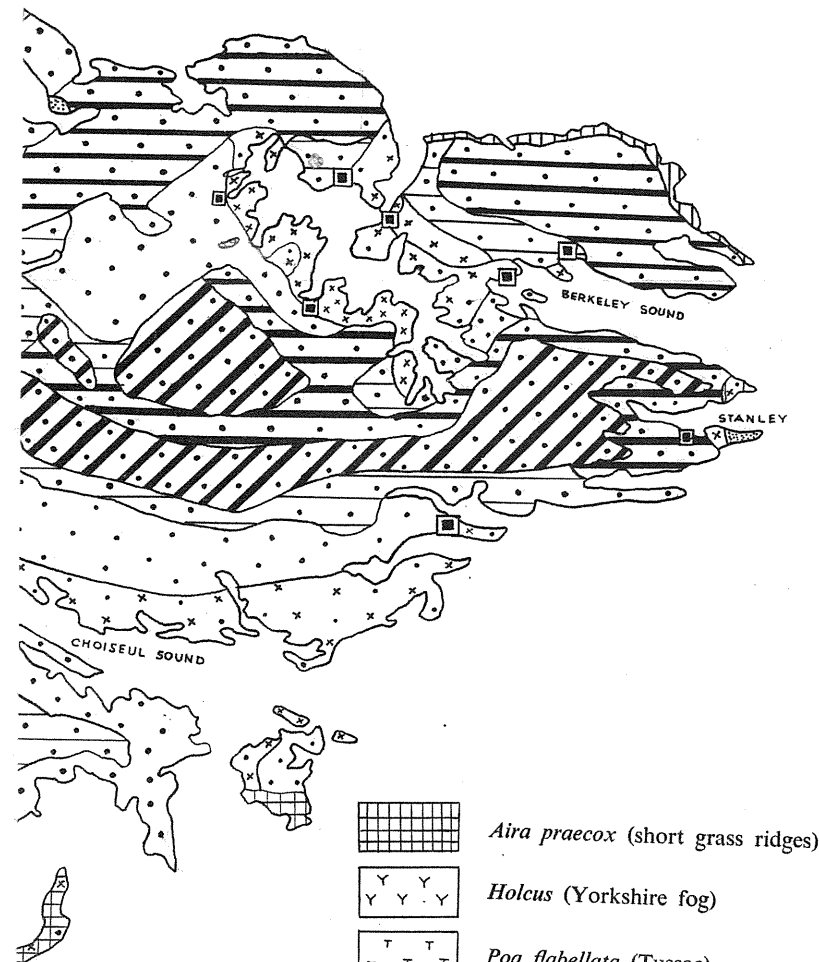 BERKELEY SOUND
STANLEY
CHOISEUL SOUND
Aira praecox (short grass ridges)
Holcus (Yorkshire fog)
Poa flabellata (Tussac)